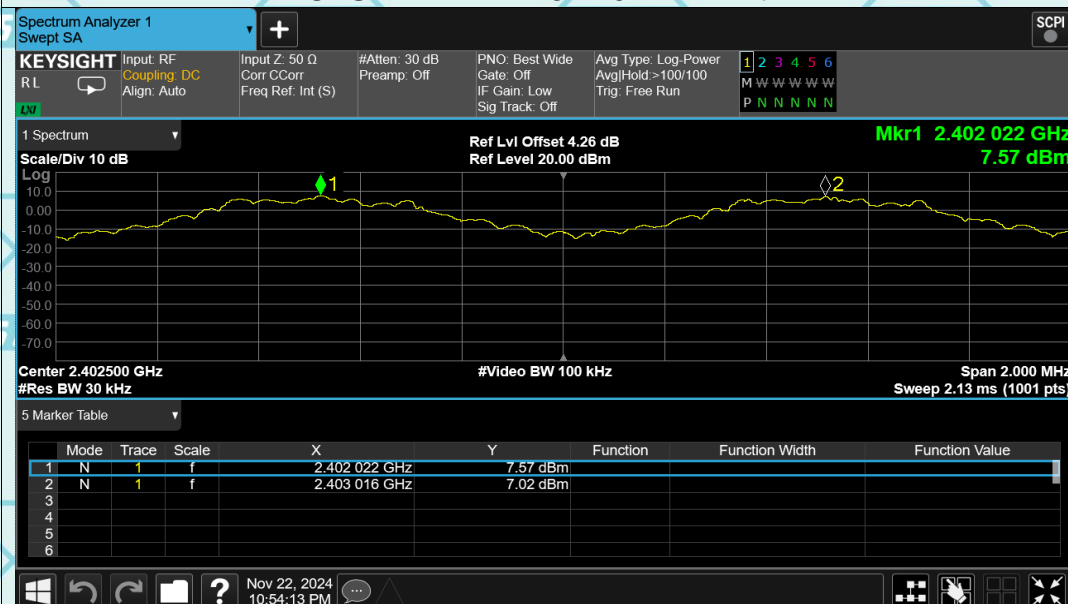 Spectrum Analyzer 1
Swept SA
+
SCPI
KEYSIGHT
RL
LXI
Input: RF
Coupling: DC
Align: Auto
Input Z: 50 Ω
Corr CCorr
Freq Ref: Int (S)
#Atten: 30 dB
Preamp: Off
PNO: Best Wide
Gate: Off
IF Gain: Low
Sig Track: Off
Avg Type: Log-Power
Avg|Hold:>100/100
Trig: Free Run
1 2 3 4 5 6
M W W W W W
P N N N N N
1 Spectrum
Scale/Div 10 dB
Ref Lvl Offset 4.26 dB
Ref Level 20.00 dBm
Mkr1 2.402 022 GHz
7.57 dBm
Log
1
2
10.0
0.00
-10.0
-20.0
-30.0
-40.0
-50.0
-60.0
-70.0
Center 2.402500 GHz
#Video BW 100 kHz
Span 2.000 MHz
#Res BW 30 kHz
Sweep 2.13 ms (1001 pts)
5 Marker Table
Mode Trace Scale X Y Function Function Width Function Value
1 N 1 f 2.402 022 GHz 7.57 dBm
2 N 1 f 2.403 016 GHz 7.02 dBm
3
4
5
6
?
Nov 22, 2024
10:54:13 PM